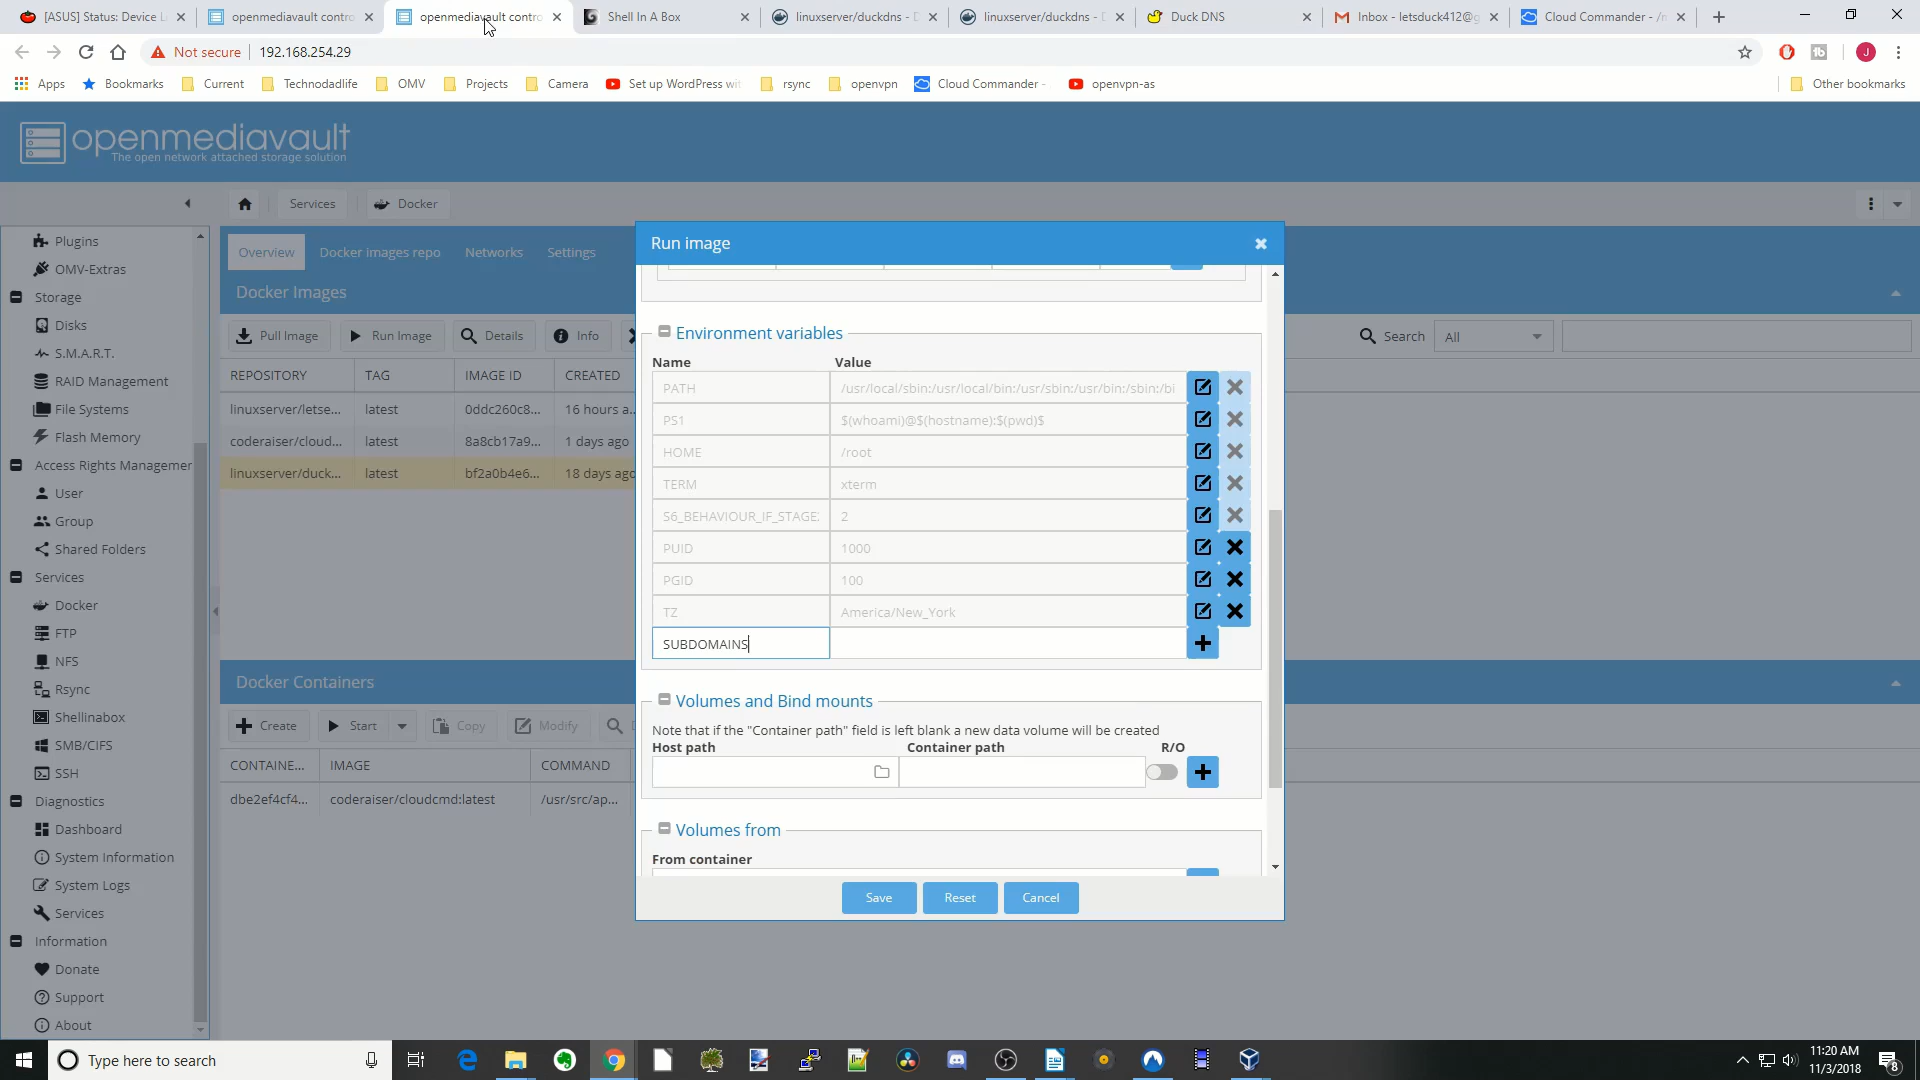 [ASUS] Status: Device Li
openmediavault contro
openmediavault contro
Shell In A Box
linuxserver/duckdns - D
linuxserver/duckdns - D
Duck DNS
Inbox - letsduck412@g
Cloud Commander - /n
Not secure
192.168.254.29
Apps
Bookmarks
Current
Technodadlife
OMV
Projects
Camera
Set up WordPress wit
rsync
openvpn
Cloud Commander -
openvpn-as
Other bookmarks
J
openmediavault
The open network attached storage solution
Services
Docker
Plugins
OMV-Extras
Storage
Disks
S.M.A.R.T.
RAID Management
File Systems
Flash Memory
Access Rights Managemer
User
Group
Shared Folders
Services
Docker
FTP
NFS
Rsync
Shellinabox
SMB/CIFS
SSH
Diagnostics
Dashboard
System Information
System Logs
Services
Information
Donate
Support
About
Overview
Docker images repo
Networks
Settings
Docker Images
Pull Image
Run Image
Details
Info
Search
All
REPOSITORY
TAG
IMAGE ID
CREATED
linuxserver/letse...
latest
0ddc260c8...
16 hours a..
coderaiser/cloud...
latest
8a8cb17a9...
1 days ago
linuxserver/duck...
latest
bf2a0b4e6...
18 days ago
Docker Containers
Create
Start
Copy
Modify
CONTAINE...
IMAGE
COMMAND
dbe2ef4cf4...
coderaiser/cloudcmd:latest
/usr/src/ap...
Run image
Environment variables
Name
Value
PATH
/usr/local/sbin:/usr/local/bin:/usr/sbin:/usr/bin:/sbin:/bi
PS1
$(whoami)@$(hostname):$(pwd)$
HOME
/root
TERM
xterm
S6_BEHAVIOUR_IF_STAGE:
2
PUID
1000
PGID
100
TZ
America/New_York
SUBDOMAINS
Volumes and Bind mounts
Note that if the "Container path" field is left blank a new data volume will be created
Host path
Container path
R/O
Volumes from
From container
Save
Reset
Cancel
Type here to search
11:20 AM
11/3/2018
8